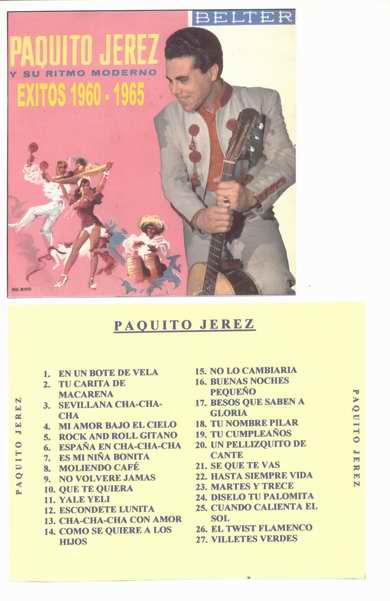 BELTER
PAQUITO JEREZ
Y SU RITMO MODERNO
EXITOS 1960 - 1965
PAQUITO JEREZ
PAQUITO JEREZ
1. EN UN BOTE DE VELA
2. TU CARITA DE
MACARENA
3. SEVILLANA CHA-CHA-
CHA
4. MI AMOR BAJO EL CIELO
5. ROCK AND ROLL GITANO
6. ESPAÑA EN CHA-CHA-CHA
7. ES MI NIÑA BONITA
8. MOLIENDO CAFÉ
9. NO VOLVERE JAMAS
10. QUE TE QUIERA
11. YALE YELI
12. ESCONDETE LUNITA
13. CHA-CHA-CHA CON AMOR
14. COMO SE QUIERE A LOS
HIJOS
15. NO LO CAMBIARIA
16. BUENAS NOCHES
PEQUEÑO
17. BESOS QUE SABEN A
GLORIA
18. TU NOMBRE PILAR
19. TU CUMPLEAÑOS
20. UN PELLIZQUITO DE
CANTE
21. SE QUE TE VAS
22. HASTA SIEMPRE VIDA
23. MARTES Y TRECE
24. DISELO TU PALOMITA
25. CUANDO CALIENTA EL
SOL
26. EL TWIST FLAMENCO
27. VILLETES VERDES
PAQUITO JEREZ